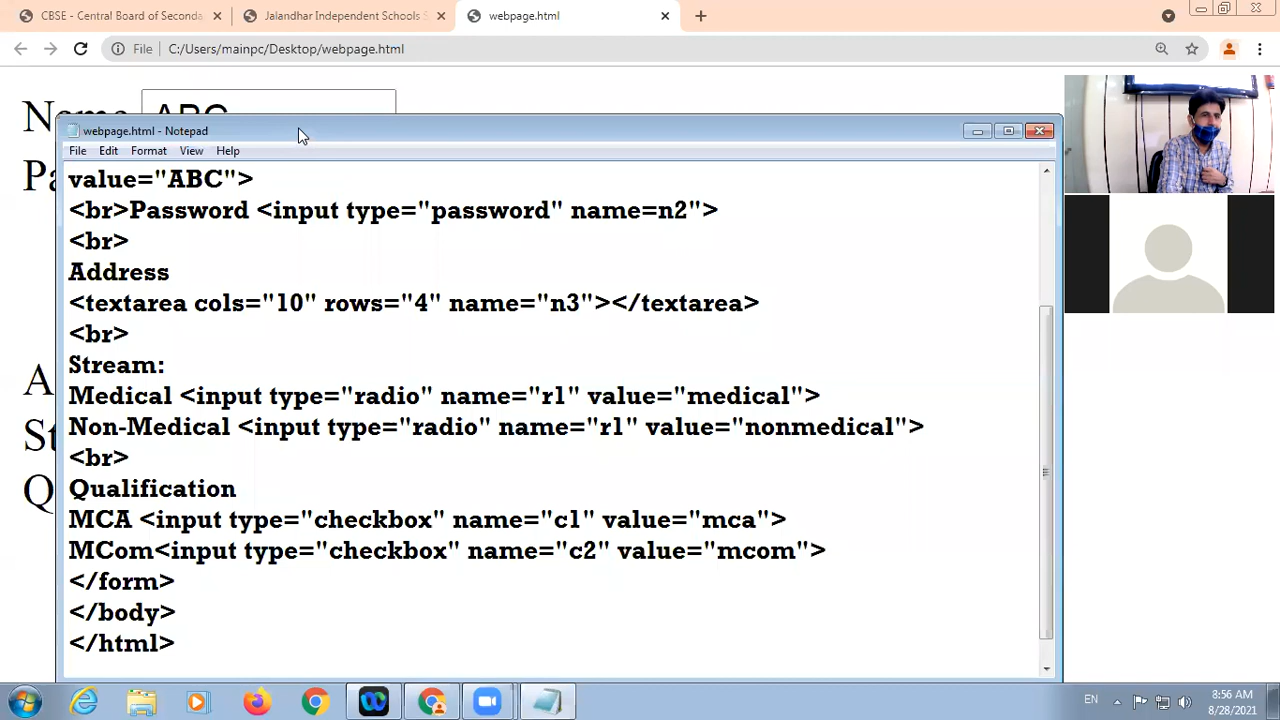 CBSE - Central Board of Seconda
Jalandhar Independent Schools S
webpage.html
File
C:/Users/mainpc/Desktop/webpage.html
Name
ABC
webpage.html - Notepad
File Edit Format View Help
value="ABC">
<br>Password <input type="password" name=n2">
<br>
Address
<textarea cols="10" rows="4" name="n3"></textarea>
<br>
Stream:
Medical <input type="radio" name="r1" value="medical">
Non-Medical <input type="radio" name="r1" value="nonmedical">
<br>
Qualification
MCA <input type="checkbox" name="c1" value="mca">
MCom<input type="checkbox" name="c2" value="mcom">
</form>
</body>
</html>
EN
8:56 AM
8/28/2021